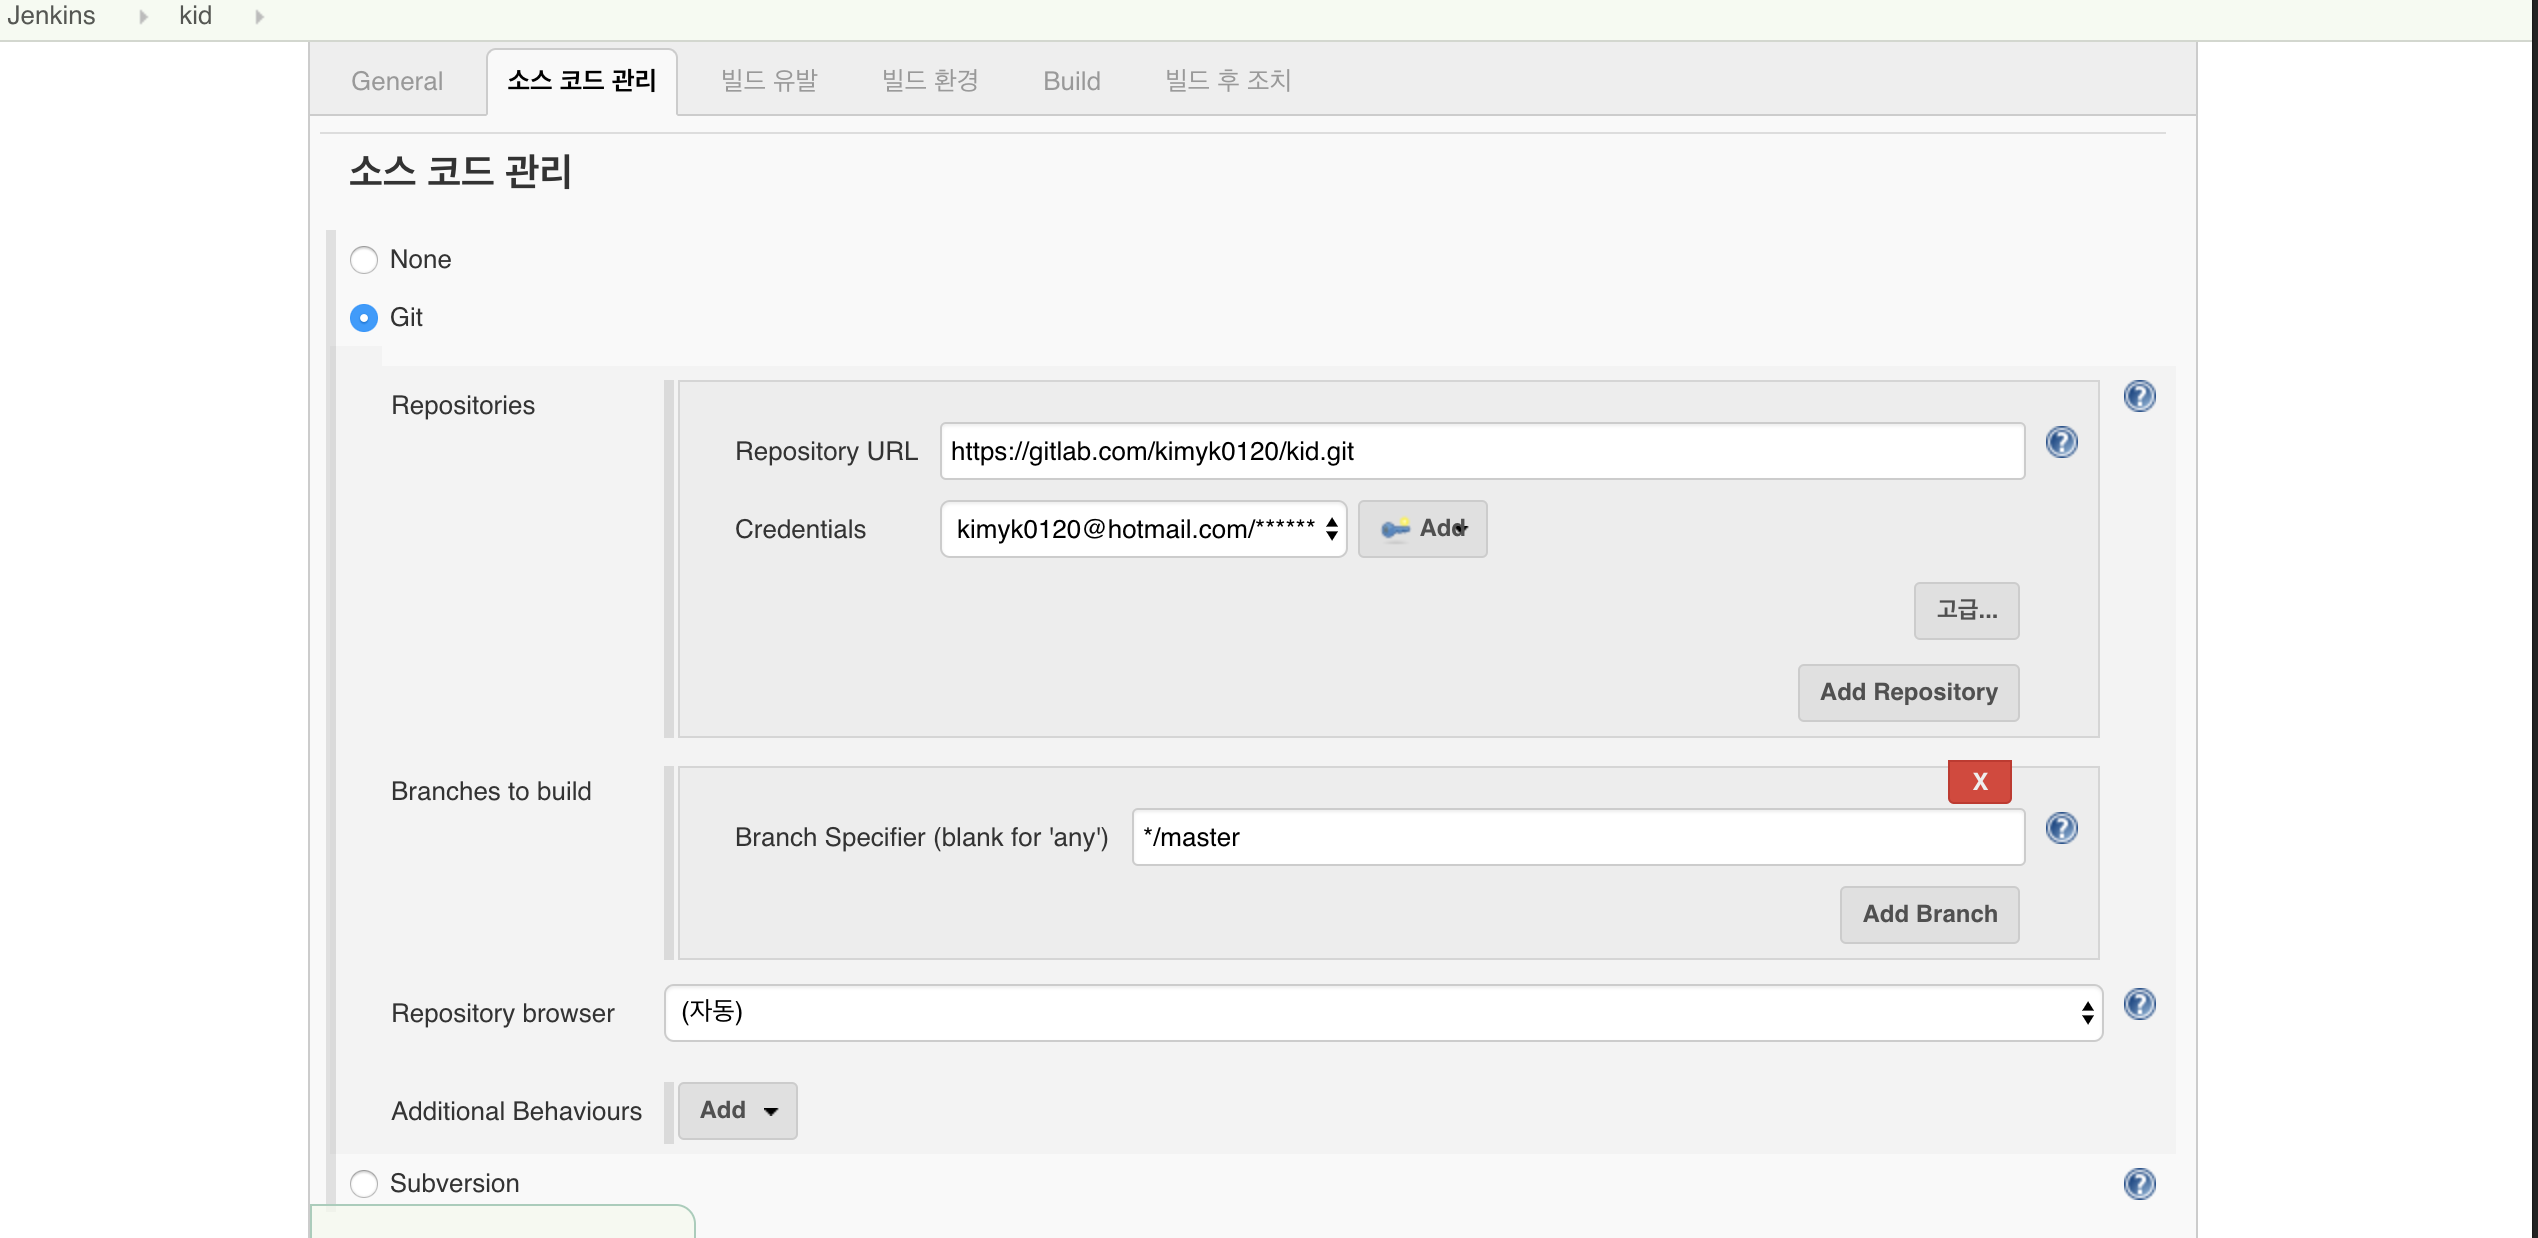 Jenkins kid
General 소스 코드 관리 빌드 유발 빌드 환경 Build 빌드 후 조치
소스 코드 관리
None
Git
Repositories
Repository URL https://gitlab.com/kimyk0120/kid.git
Credentials kimyk0120@hotmail.com/****** Add
고급...
Add Repository
X
Branches to build
Branch Specifier (blank for 'any') */master
Add Branch
Repository browser (자동)
Additional Behaviours Add
Subversion